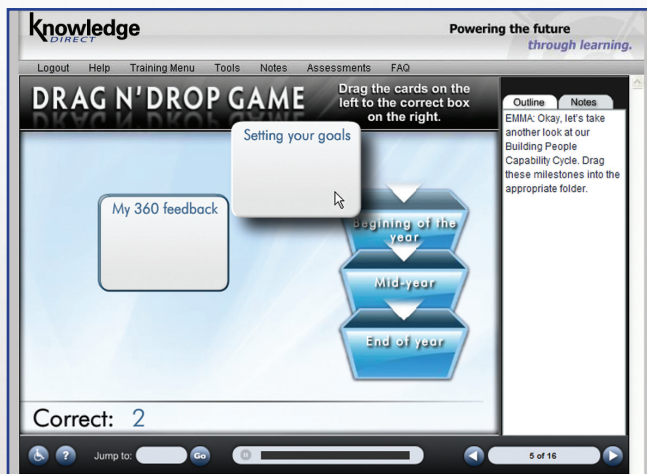 Knowledge
DIRECT
Powering the future
through learning.
Logout Help Training Menu Tools Notes Assessments FAQ
DRAG N'DROP GAME
Drag the cards on the
left to the correct box
on the right.
Setting your goals
My 360 feedback
Begining of the
year
Mid-year
End of year
Correct: 2
Outline Notes
EMMA: Okay, let's take
another look at our
Building People
Capability Cycle. Drag
these milestones into the
appropriate folder.
? Jump to: Go
5 of 16